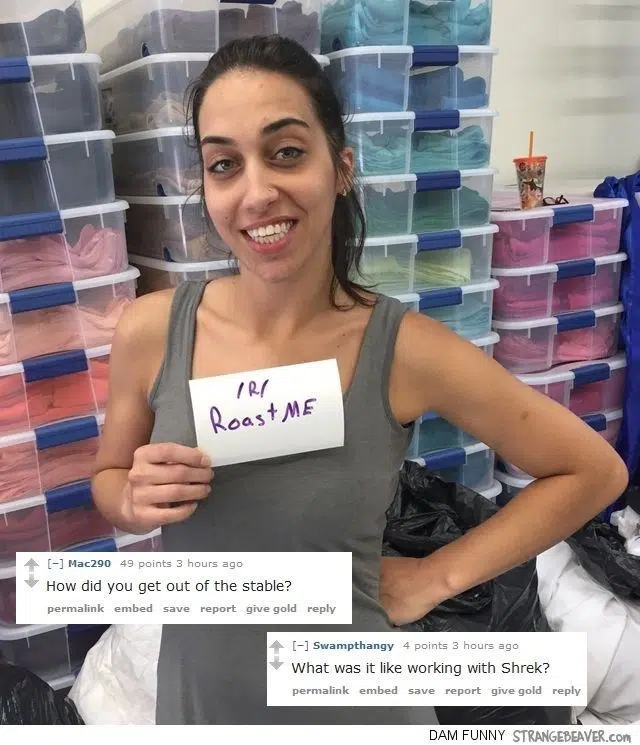 /R/
Roast ME
[-] Mac290 49 points 3 hours ago
How did you get out of the stable?
permalink embed save report give gold reply
[-] Swampthangy 4 points 3 hours ago
What was it like working with Shrek?
permalink embed save report give gold reply
DAM FUNNY STRANGEBEAVER.com